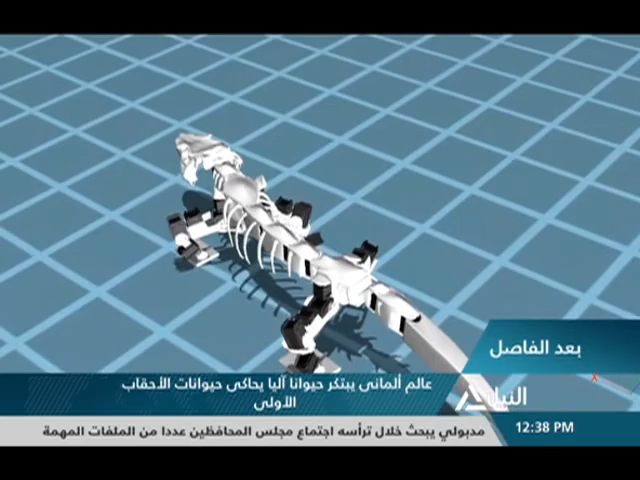 بعد الفاصل
عالم ألمانى يبتكر حيوانا آليا يحاكى حيوانات الأحقاب
الأولى
النيل
12:38 PM
مدبولي يبحث خلال ترأسه اجتماع مجلس المحافظين عددا من الملفات المهمة